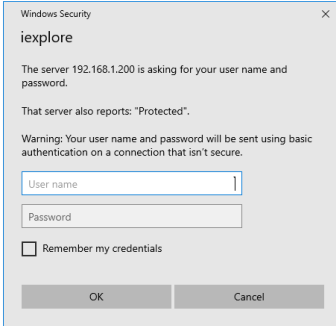 Windows Security
iexplore
The server 192.168.1.200 is asking for your user name and
password.
That server also reports: "Protected".
Warning: Your user name and password will be sent using basic
authentication on a connection that isn't secure.
User name
Password
Remember my credentials
OK
Cancel